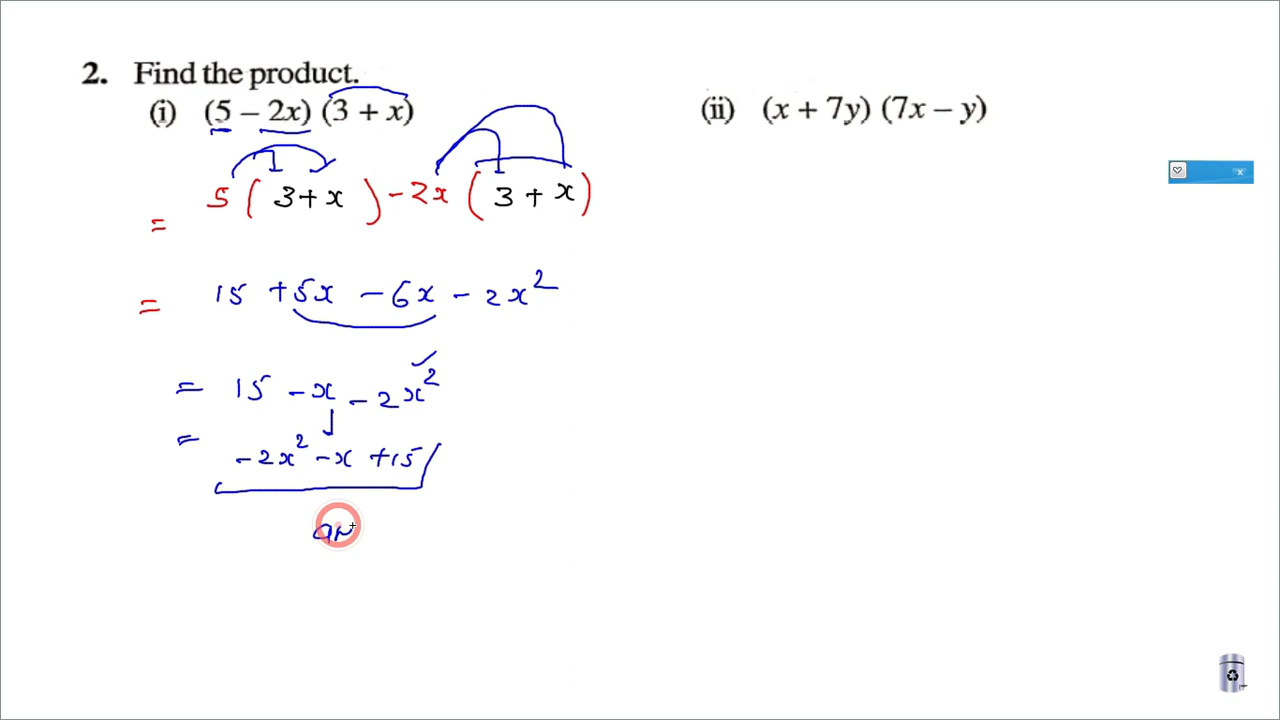 2. Find the product.
(i) (5 – 2x) (3 + x)
(ii) (x + 7y) (7x – y)
5 ( 3 + x ) - 2x ( 3 + x )
=
= 15 + 5x - 6x - 2x²
= 15 - x - 2x²
= - 2x² - x + 15
x